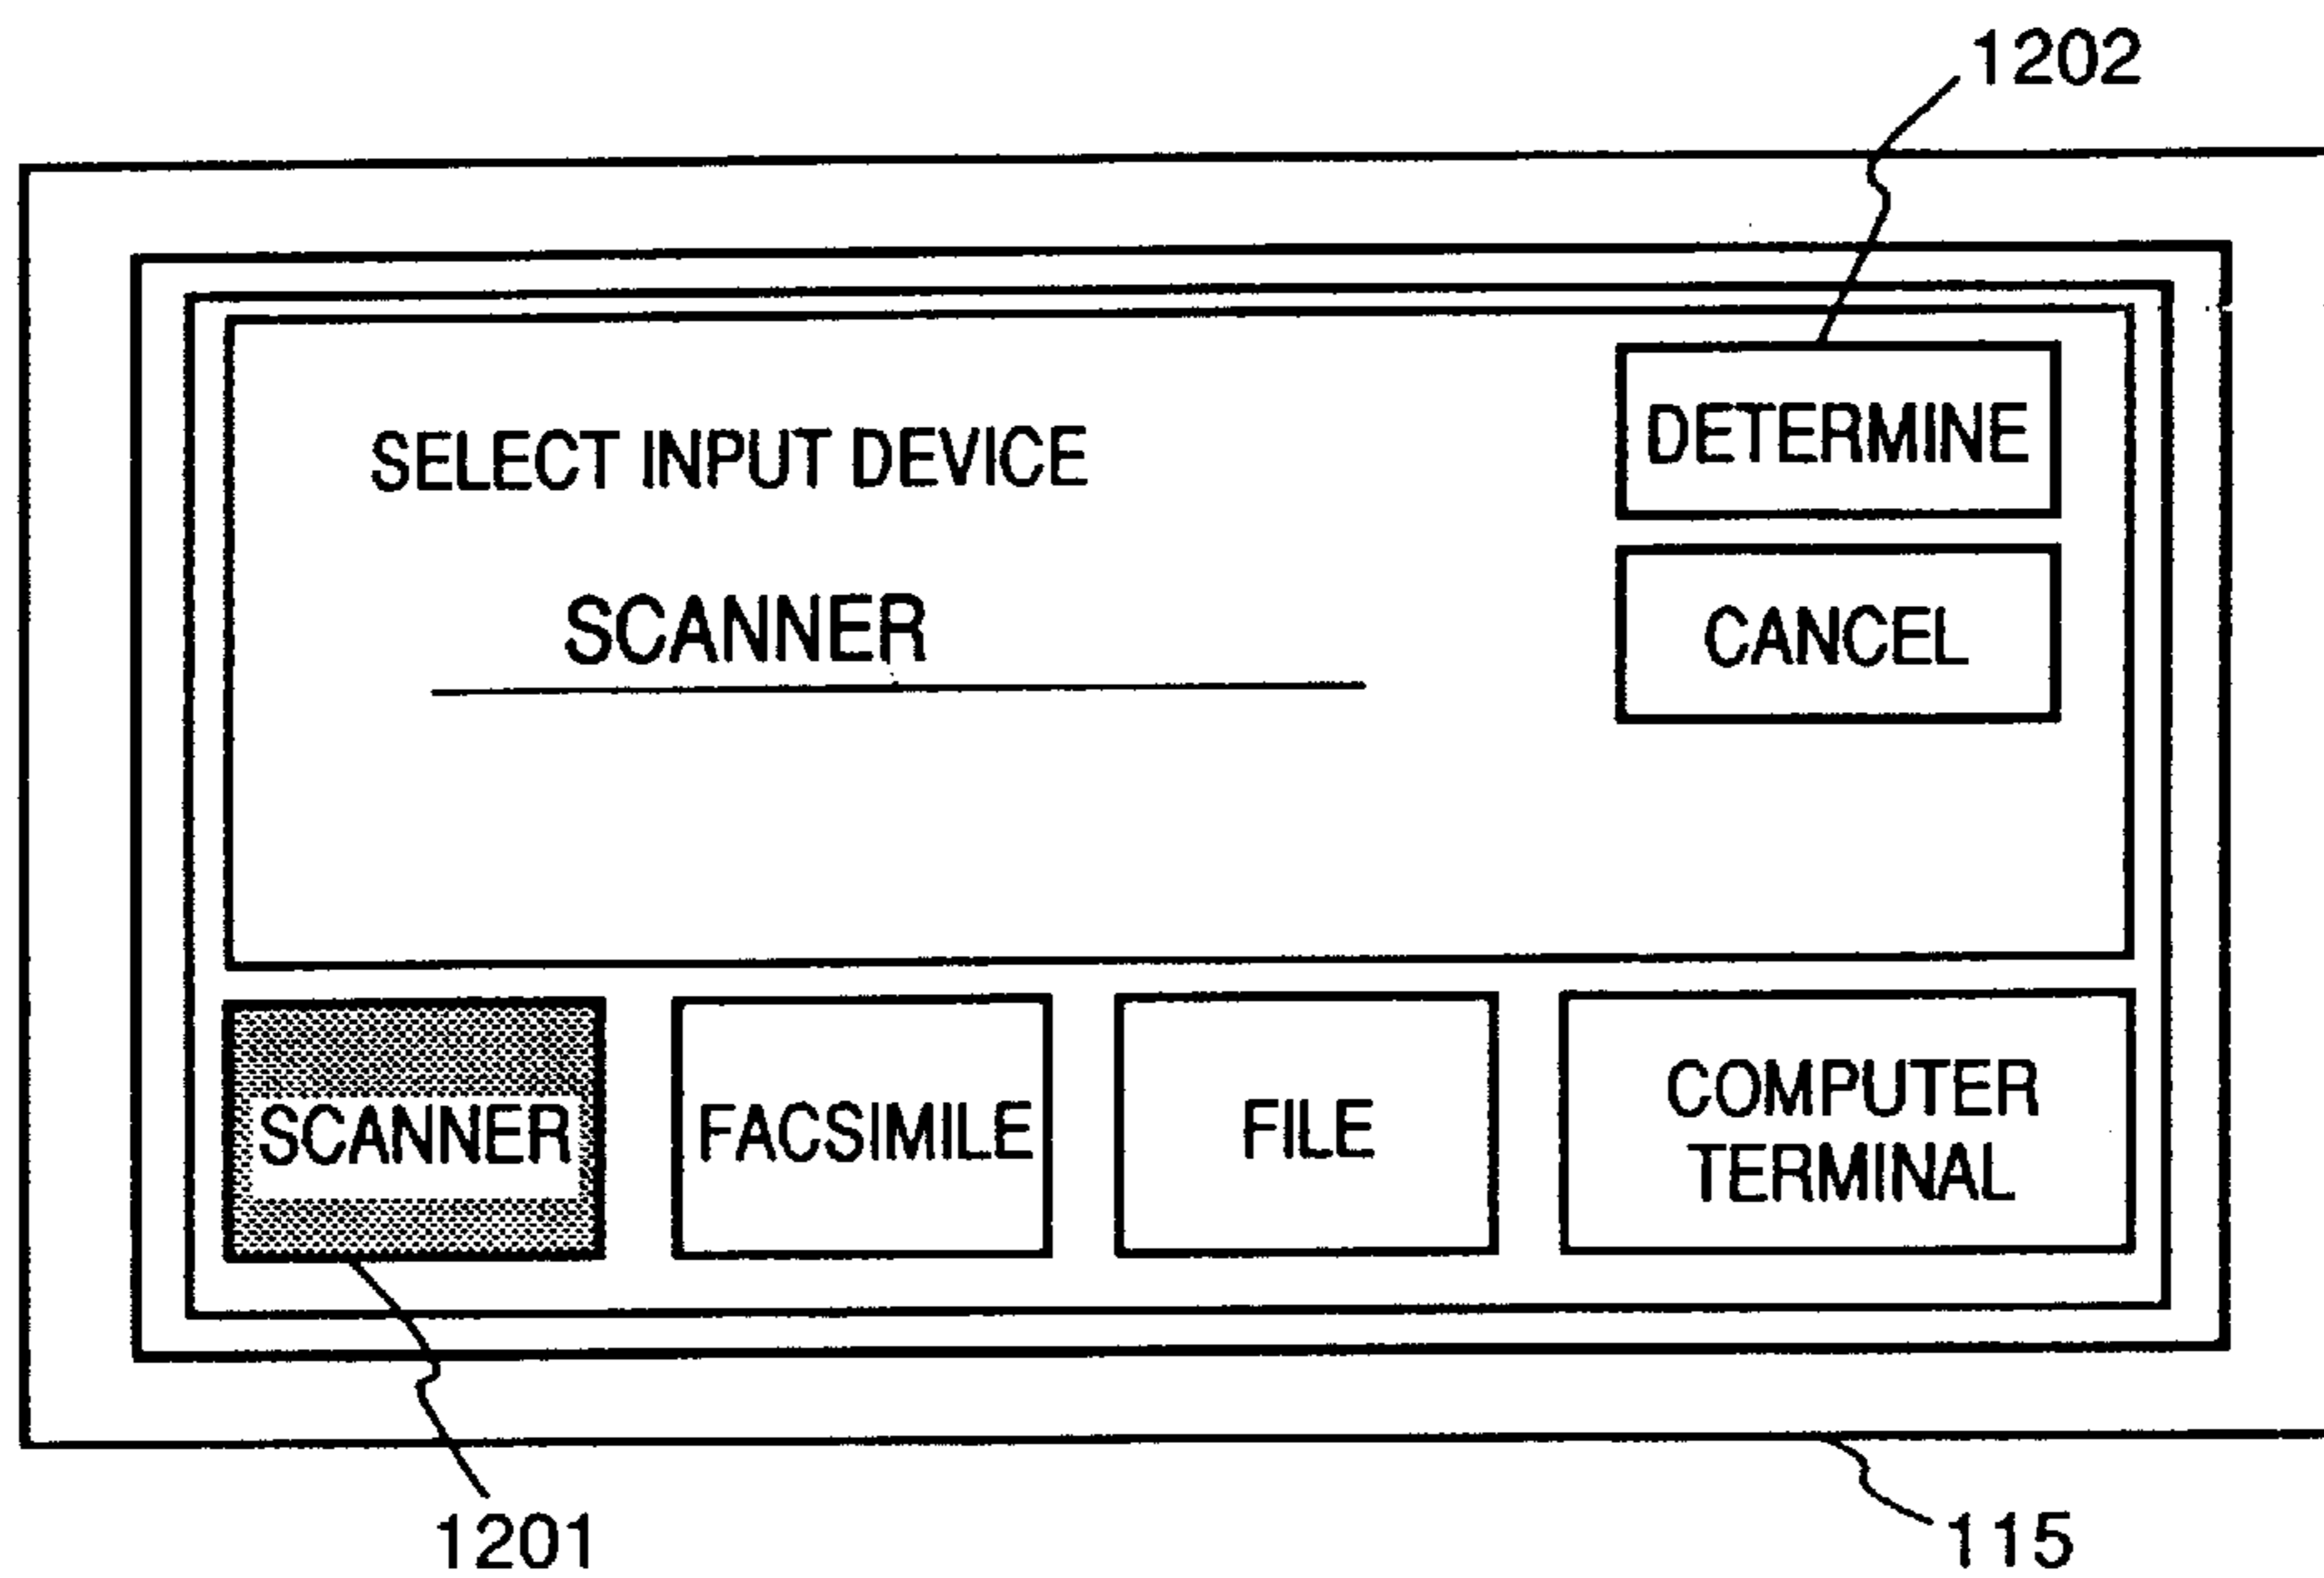 1202
SELECT INPUT DEVICE
DETERMINE
SCANNER
CANCEL
SCANNER
FACSIMILE
FILE
COMPUTER
TERMINAL
1201
115